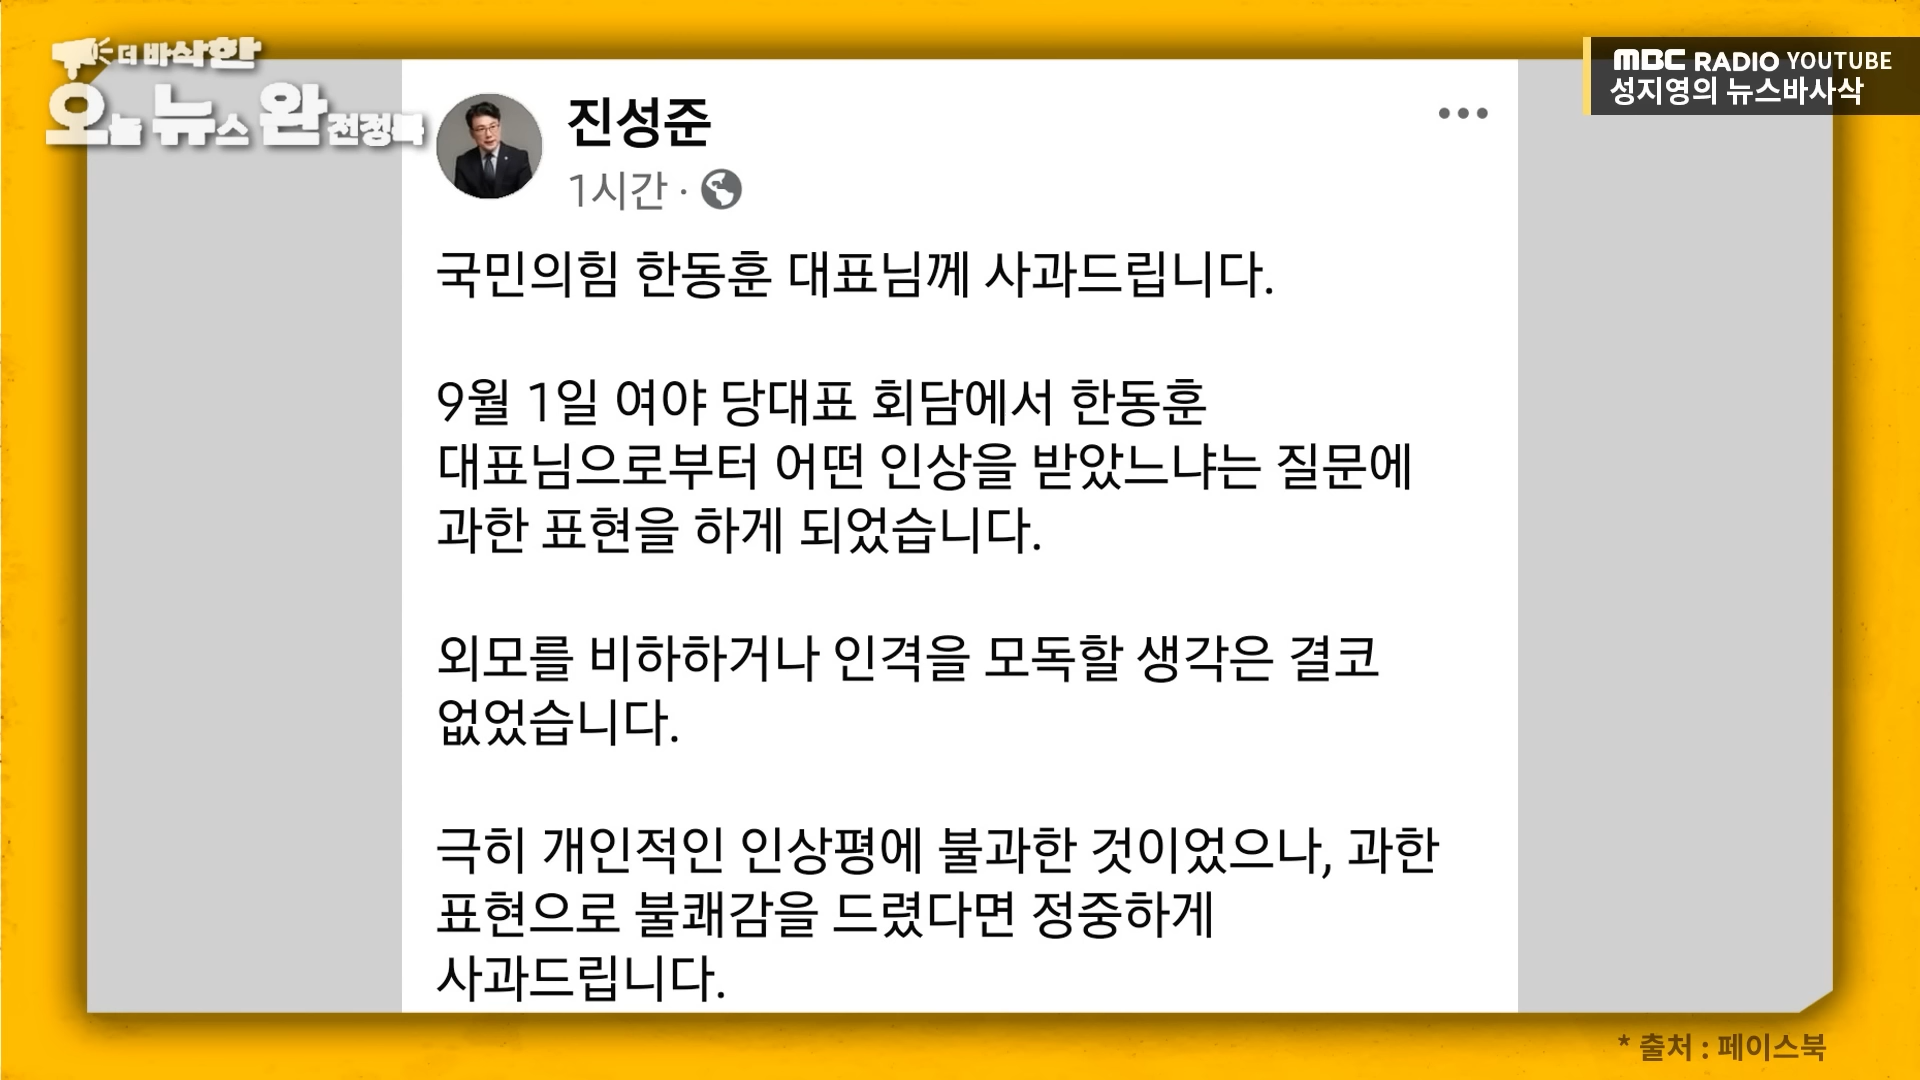 더 바삭한
오늘 뉴스 완전정복
MBC RADIO YOUTUBE
성지영의 뉴스바사삭
진성준
1시간 ·
국민의힘 한동훈 대표님께 사과드립니다.
9월 1일 여야 당대표 회담에서 한동훈
대표님으로부터 어떤 인상을 받았느냐는 질문에
과한 표현을 하게 되었습니다.
외모를 비하하거나 인격을 모독할 생각은 결코
없었습니다.
극히 개인적인 인상평에 불과한 것이었으나, 과한
표현으로 불쾌감을 드렸다면 정중하게
사과드립니다.
* 출처 : 페이스북